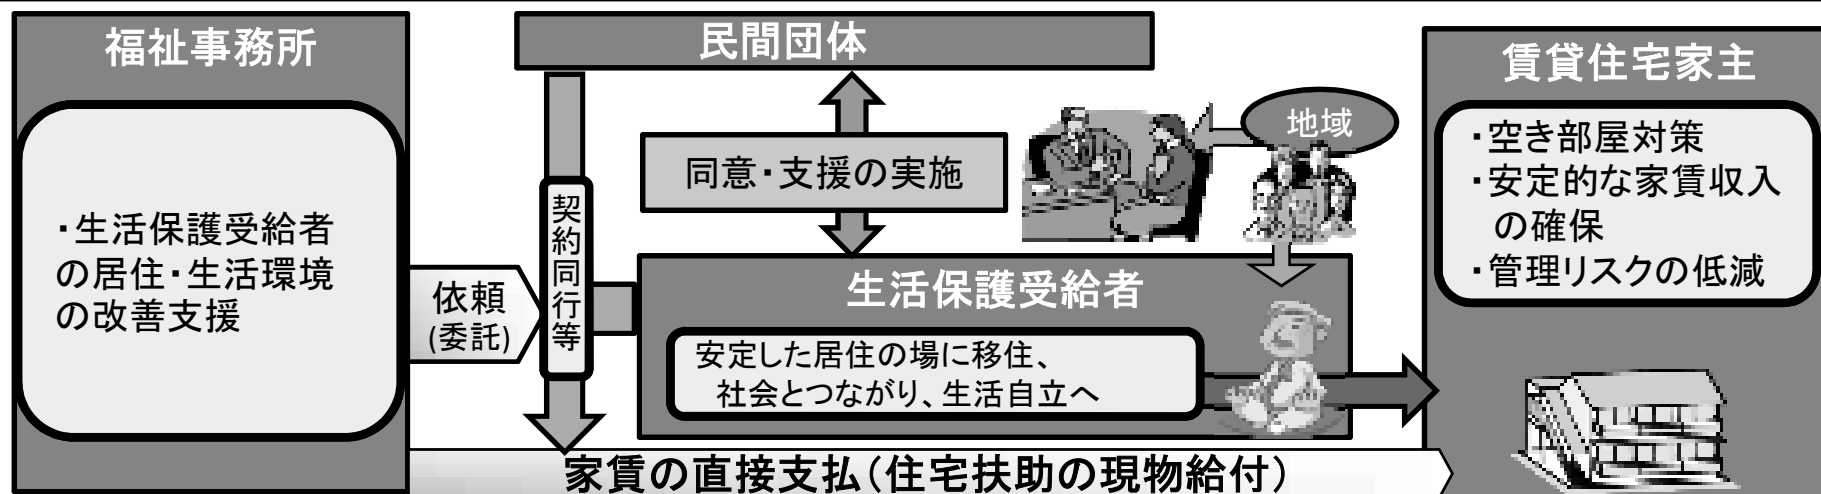 福祉事務所
・生活保護受給者
の居住・生活環境
の改善支援
依頼
(委託)
民間団体
契約同行等
同意・支援の実施
地域
生活保護受給者
安定した居住の場に移住、
社会とつながり、生活自立へ
賃貸住宅家主
・空き部屋対策
・安定的な家賃収入
の確保
・管理リスクの低減
家賃の直接支払(住宅扶助の現物給付)